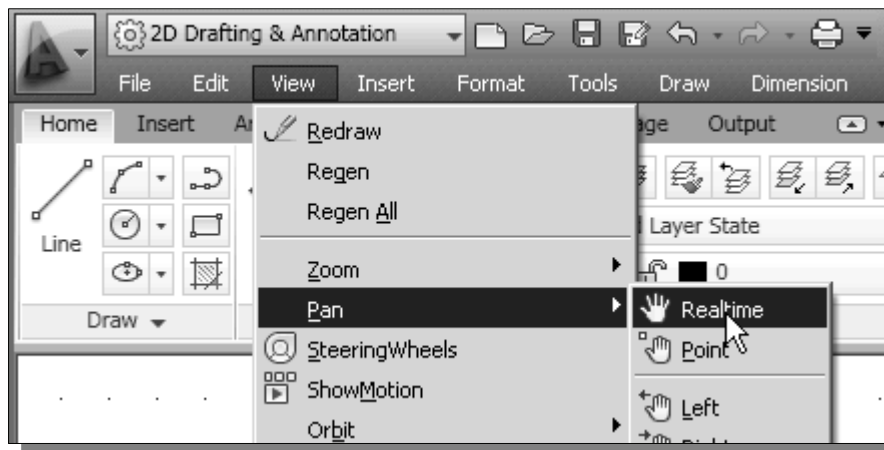 2D Drafting & Annotation
File Edit View Insert Format Tools Draw Dimension
Home Insert Output
Redraw
Regen
Regen All
Layer State
Line
Zoom
0
Pan
Realtime
Draw
SteeringWheels
Point
ShowMotion
Left
Orbit